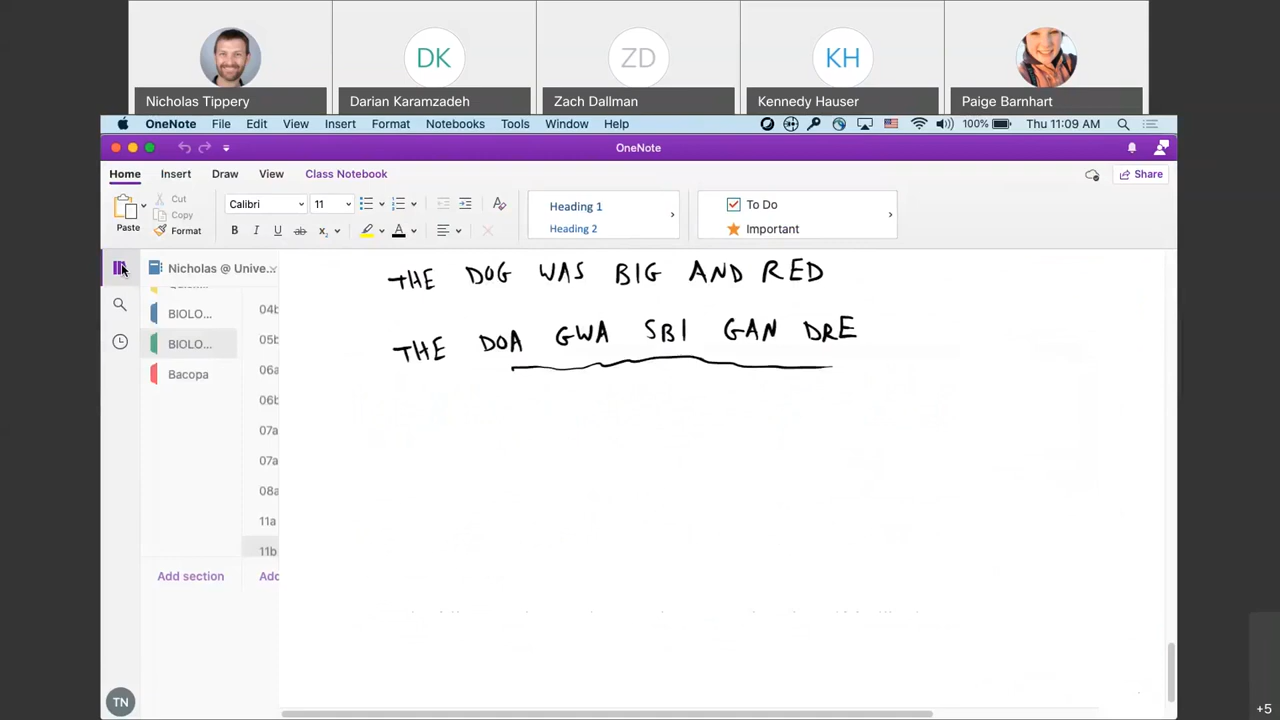 DK ZD KH
Nicholas Tippery Darian Karamzadeh Zach Dallman Kennedy Hauser Paige Barnhart
OneNote File Edit View Insert Format Notebooks Tools Window Help 100% Thu 11:09 AM
OneNote
Home Insert Draw View Class Notebook Share
Cut
Copy
Paste Format
Calibri 11
B I U ab x₂ A
Heading 1
Heading 2
To Do
Important
Nicholas @ Unive...
BIOLO...
BIOLO...
Bacopa
Add section
04b
05b
06a
06b
07a
07a
08a
11a
11b
Add
THE DOG WAS BIG AND RED
THE DOA GWA SBI GAN DRE
TN
+5